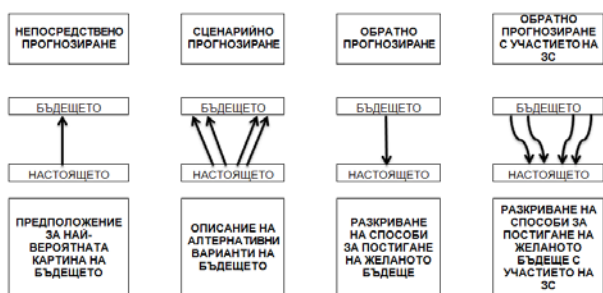 НЕПОСРЕДСТВЕНО
ПРОГНОЗИРАНЕ
СЦЕНАРИЙНО
ПРОГНОЗИРАНЕ
ОБРАТНО
ПРОГНОЗИРАНЕ
ОБРАТНО
ПРОГНОЗИРАНЕ
С УЧАСТИЕТО НА
ЗС
БЪДЕЩЕТО
БЪДЕЩЕТО
БЪДЕЩЕТО
БЪДЕЩЕТО
НАСТОЯЩЕТО
НАСТОЯЩЕТО
НАСТОЯЩЕТО
НАСТОЯЩЕТО
ПРЕДПОЛОЖЕНИЕ
ЗА НАЙ-
ВЕРОЯТНАТА
КАРТИНА НА
БЪДЕЩЕТО
ОПИСАНИЕ НА
АЛТЕРНАТИВНИ
ВАРИАНТИ НА
БЪДЕЩЕТО
РАЗКРИВАНЕ
НА СПОСОБИ
ЗА ПОСТИГАНЕ
НА ЖЕЛАНОТО
БЪДЕЩЕ
РАЗКРИВАНЕ НА
СПОСОБИ ЗА
ПОСТИГАНЕ НА
ЖЕЛАНОТО
БЪДЕЩЕ С
УЧАСТИЕТО НА
ЗС